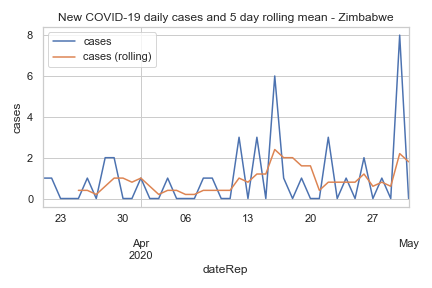 New COVID-19 daily cases and 5 day rolling mean - Zimbabwe
cases
cases (rolling)
cases
8
6
4
2
0
23
30
06
13
20
27
Apr
2020
May
dateRep